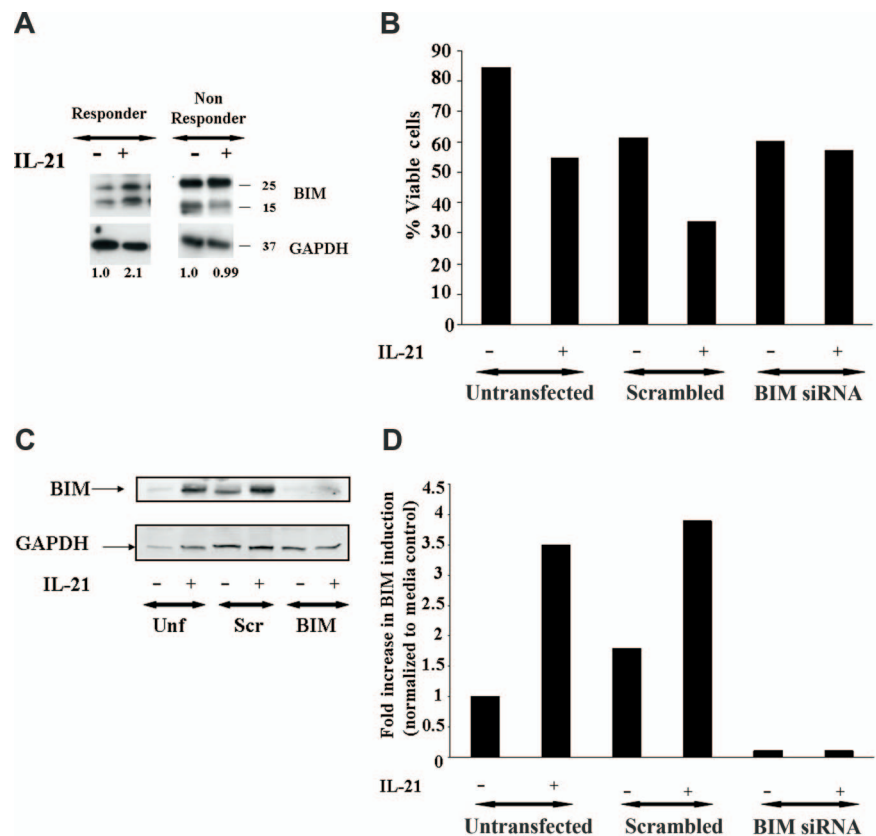 A
Responder
Non
Responder
IL-21
- + - +
25
15
BIM
37
GAPDH
1.0 2.1 1.0 0.99
B
% Viable cells
90
80
70
60
50
40
30
20
10
0
IL-21
- + - + - +
Untransfected Scrambled BIM siRNA
C
BIM
GAPDH
IL-21
- + - + - +
Unf Scr BIM
D
Fold increase in BIM induction
(normalized to media control)
4.5
4
3.5
3
2.5
2
1.5
1
0.5
0
IL-21
- + - + - +
Untransfected Scrambled BIM siRNA